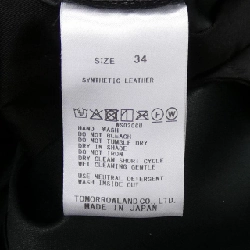 SIZE 34
SYNTHETIC LEATHER
HAND WASH
DO NOT BLEACH
DO NOT TUMBLE DRY
DRY IN SHADE
DO NOT IRON
DRY CLEAN SHORT CYCLE
WET CLEANING GENTLE
USE NEUTRAL DETERGENT
WASH INSIDE OUT
TOMORROWLAND CO., LTD.
MADE IN JAPAN